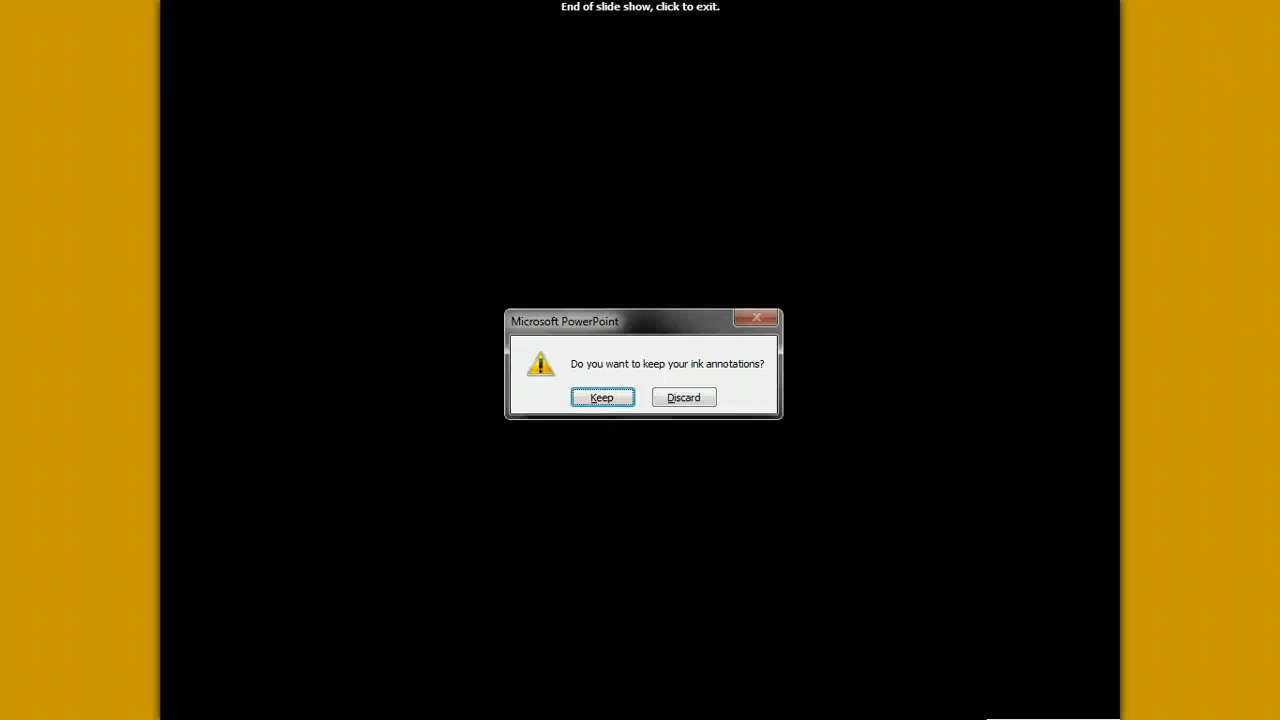 End of slide show, click to exit.
Microsoft PowerPoint
Do you want to keep your ink annotations?
Keep
Discard